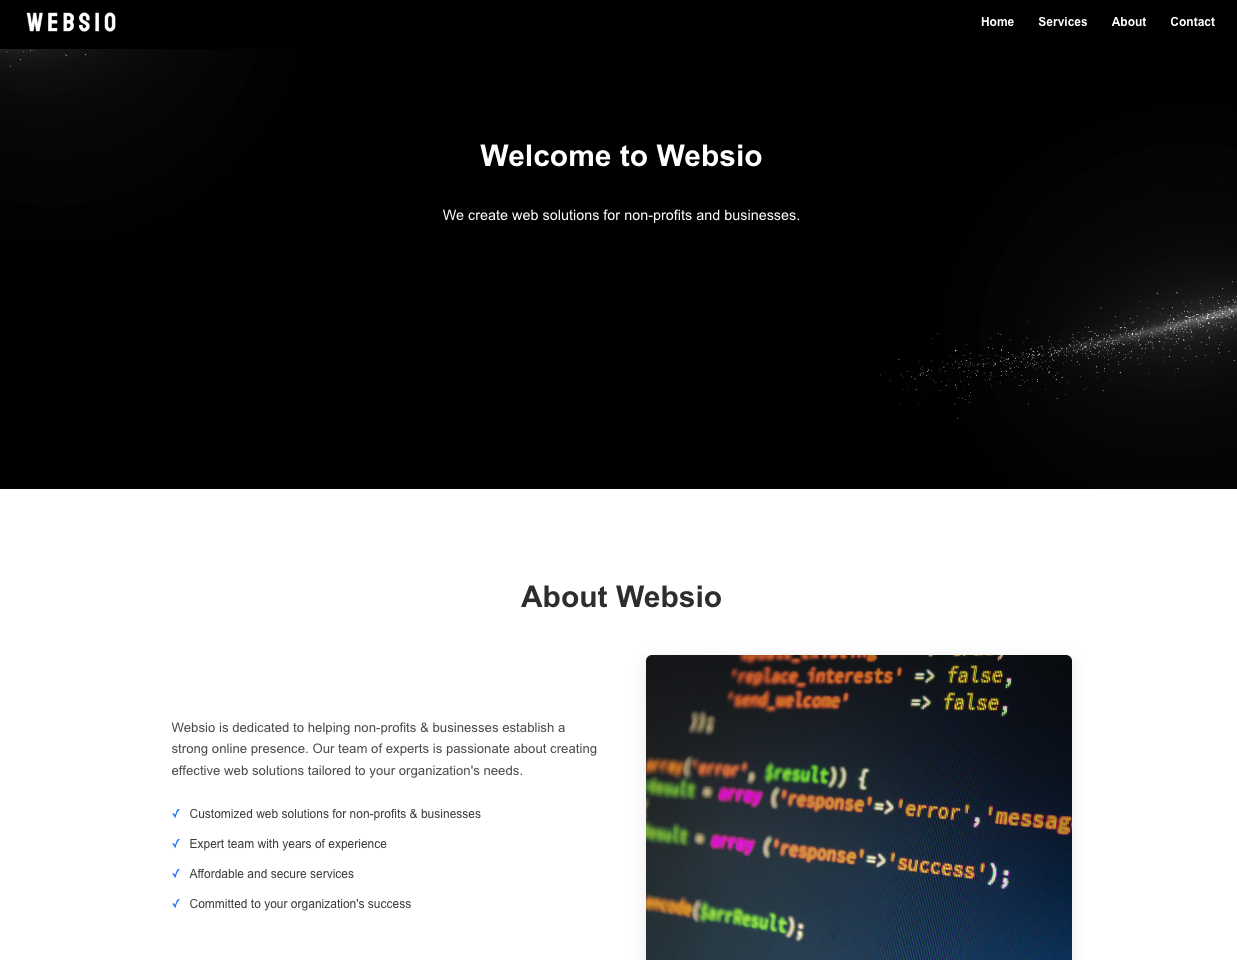 WEBSIO
Home Services About Contact
Welcome to Websio
We create web solutions for non-profits and businesses.
About Websio
Websio is dedicated to helping non-profits & businesses establish a
strong online presence. Our team of experts is passionate about creating
effective web solutions tailored to your organization's needs.
✓ Customized web solutions for non-profits & businesses
✓ Expert team with years of experience
✓ Affordable and secure services
✓ Committed to your organization's success
'replace_interests' => false,
'send_welcome' => false,
));
array('error', $result)) {
= array ('response'=>'error','messag
= array ('response'=>'success');
($arrResult);